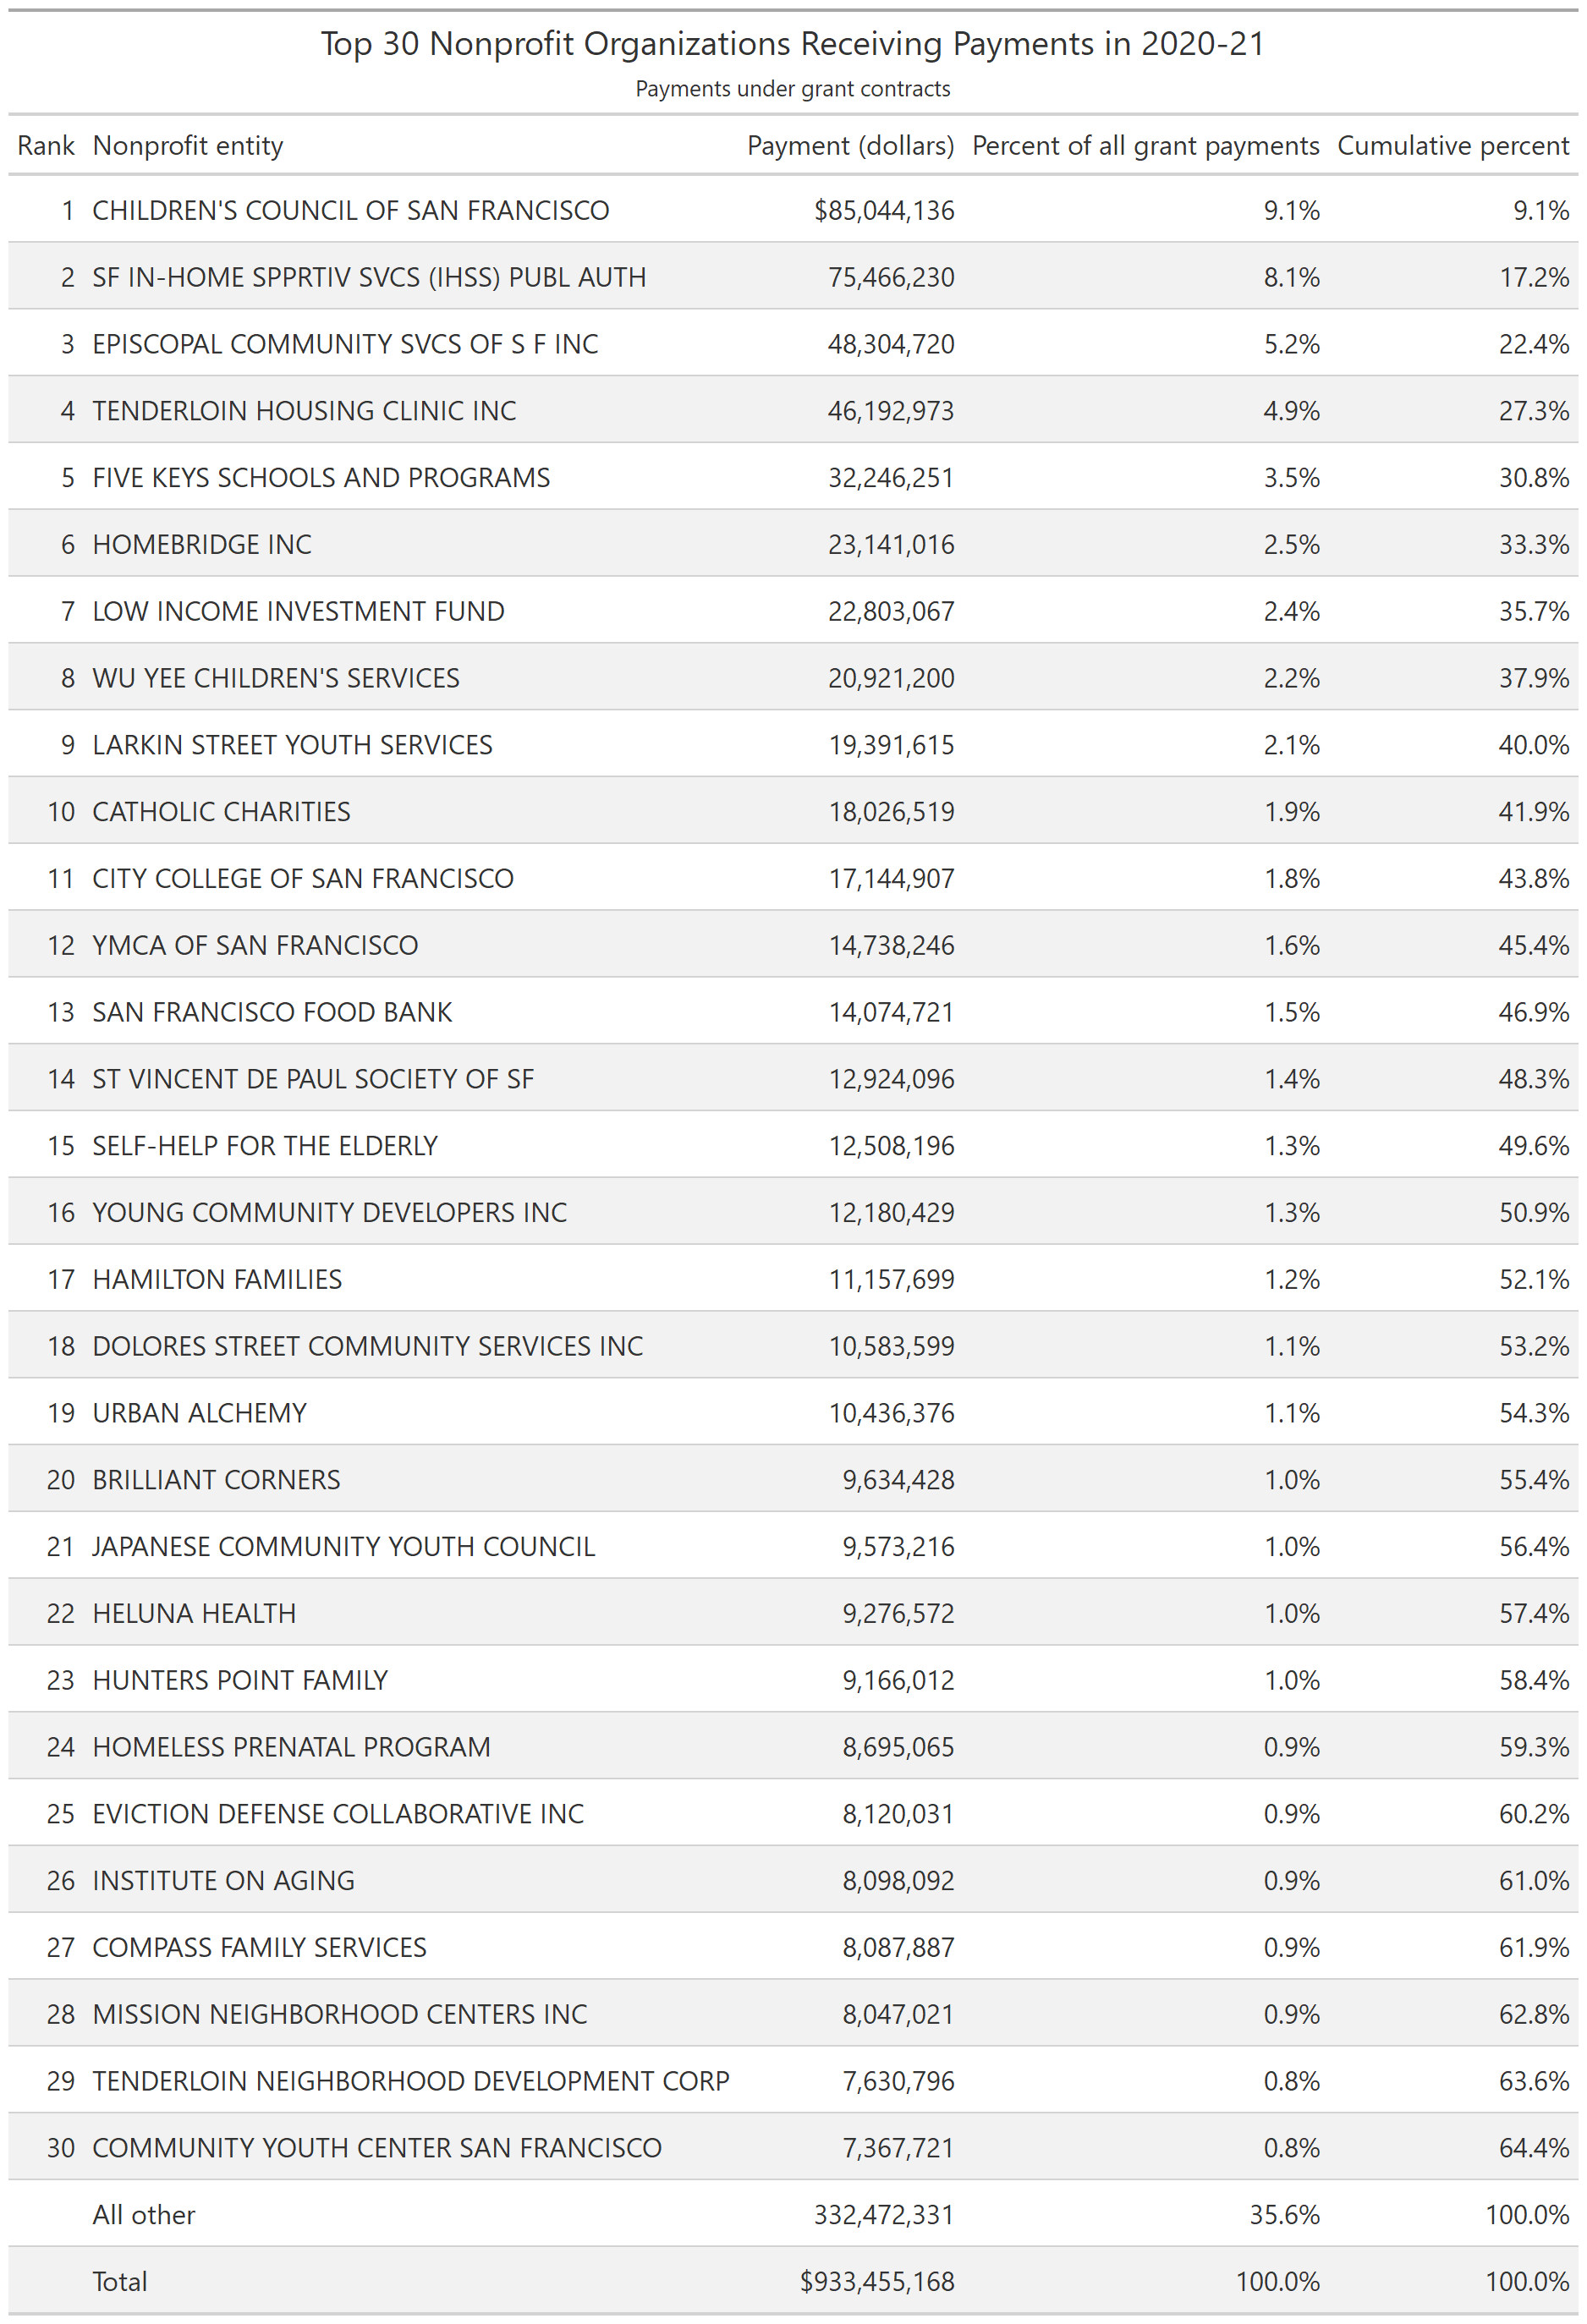 Top 30 Nonprofit Organizations Receiving Payments in 2020-21
Payments under grant contracts
Rank Nonprofit entity Payment (dollars) Percent of all grant payments Cumulative percent
1 CHILDREN'S COUNCIL OF SAN FRANCISCO $85,044,136 9.1% 9.1%
2 SF IN-HOME SPPRTIV SVCS (IHSS) PUBL AUTH 75,466,230 8.1% 17.2%
3 EPISCOPAL COMMUNITY SVCS OF S F INC 48,304,720 5.2% 22.4%
4 TENDERLOIN HOUSING CLINIC INC 46,192,973 4.9% 27.3%
5 FIVE KEYS SCHOOLS AND PROGRAMS 32,246,251 3.5% 30.8%
6 HOMEBRIDGE INC 23,141,016 2.5% 33.3%
7 LOW INCOME INVESTMENT FUND 22,803,067 2.4% 35.7%
8 WU YEE CHILDREN'S SERVICES 20,921,200 2.2% 37.9%
9 LARKIN STREET YOUTH SERVICES 19,391,615 2.1% 40.0%
10 CATHOLIC CHARITIES 18,026,519 1.9% 41.9%
11 CITY COLLEGE OF SAN FRANCISCO 17,144,907 1.8% 43.8%
12 YMCA OF SAN FRANCISCO 14,738,246 1.6% 45.4%
13 SAN FRANCISCO FOOD BANK 14,074,721 1.5% 46.9%
14 ST VINCENT DE PAUL SOCIETY OF SF 12,924,096 1.4% 48.3%
15 SELF-HELP FOR THE ELDERLY 12,508,196 1.3% 49.6%
16 YOUNG COMMUNITY DEVELOPERS INC 12,180,429 1.3% 50.9%
17 HAMILTON FAMILIES 11,157,699 1.2% 52.1%
18 DOLORES STREET COMMUNITY SERVICES INC 10,583,599 1.1% 53.2%
19 URBAN ALCHEMY 10,436,376 1.1% 54.3%
20 BRILLIANT CORNERS 9,634,428 1.0% 55.4%
21 JAPANESE COMMUNITY YOUTH COUNCIL 9,573,216 1.0% 56.4%
22 HELUNA HEALTH 9,276,572 1.0% 57.4%
23 HUNTERS POINT FAMILY 9,166,012 1.0% 58.4%
24 HOMELESS PRENATAL PROGRAM 8,695,065 0.9% 59.3%
25 EVICTION DEFENSE COLLABORATIVE INC 8,120,031 0.9% 60.2%
26 INSTITUTE ON AGING 8,098,092 0.9% 61.0%
27 COMPASS FAMILY SERVICES 8,087,887 0.9% 61.9%
28 MISSION NEIGHBORHOOD CENTERS INC 8,047,021 0.9% 62.8%
29 TENDERLOIN NEIGHBORHOOD DEVELOPMENT CORP 7,630,796 0.8% 63.6%
30 COMMUNITY YOUTH CENTER SAN FRANCISCO 7,367,721 0.8% 64.4%
All other 332,472,331 35.6% 100.0%
Total $933,455,168 100.0% 100.0%